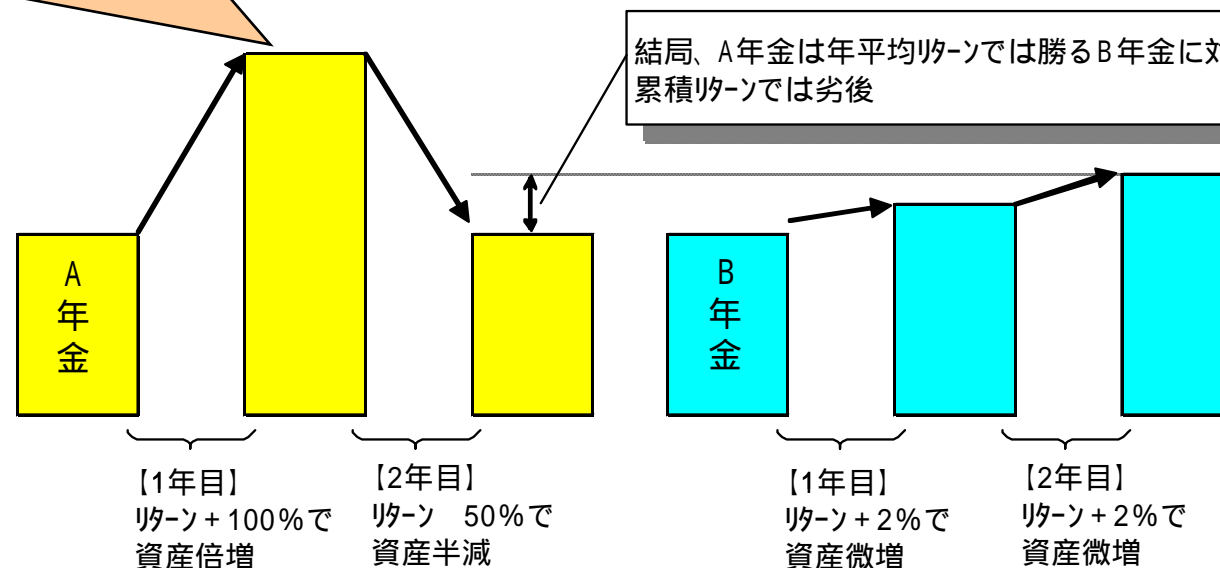 結局、A年金は年平均リターンでは勝るB年金に対
累積リターンでは劣後
A
年
金
B
年
金
【1年目】
リターン+100%で
資産倍増
【2年目】
リターン 50%で
資産半減
【1年目】
リターン+2%で
資産微増
【2年目】
リターン+2%で
資産微増